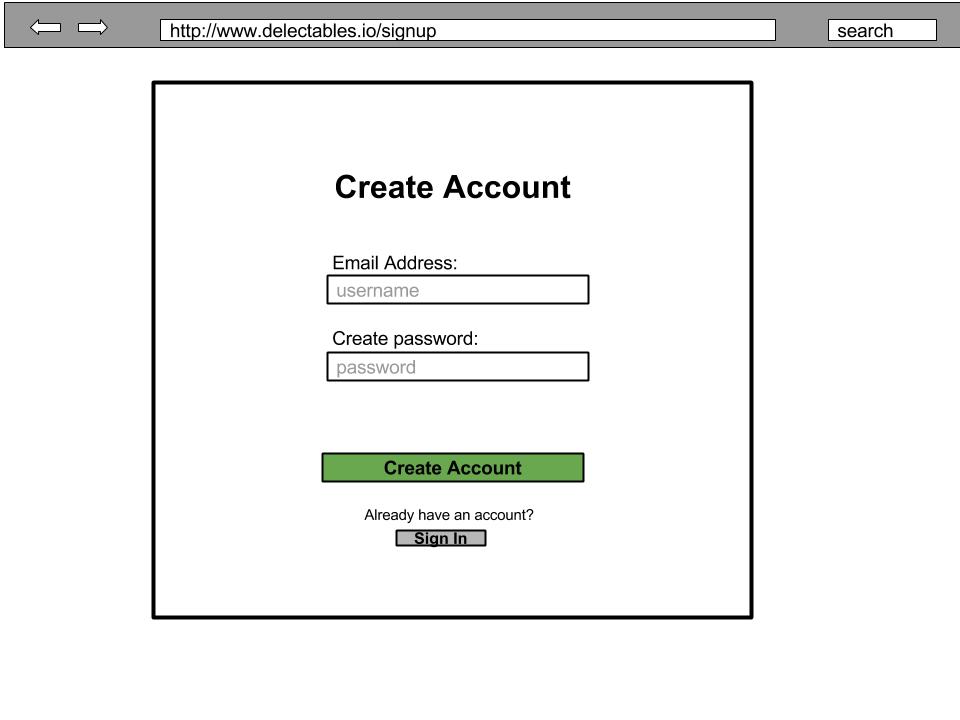 http://www.delectables.io/signup search
Create Account
Email Address:
username
Create password:
password
Create Account
Already have an account?
Sign In